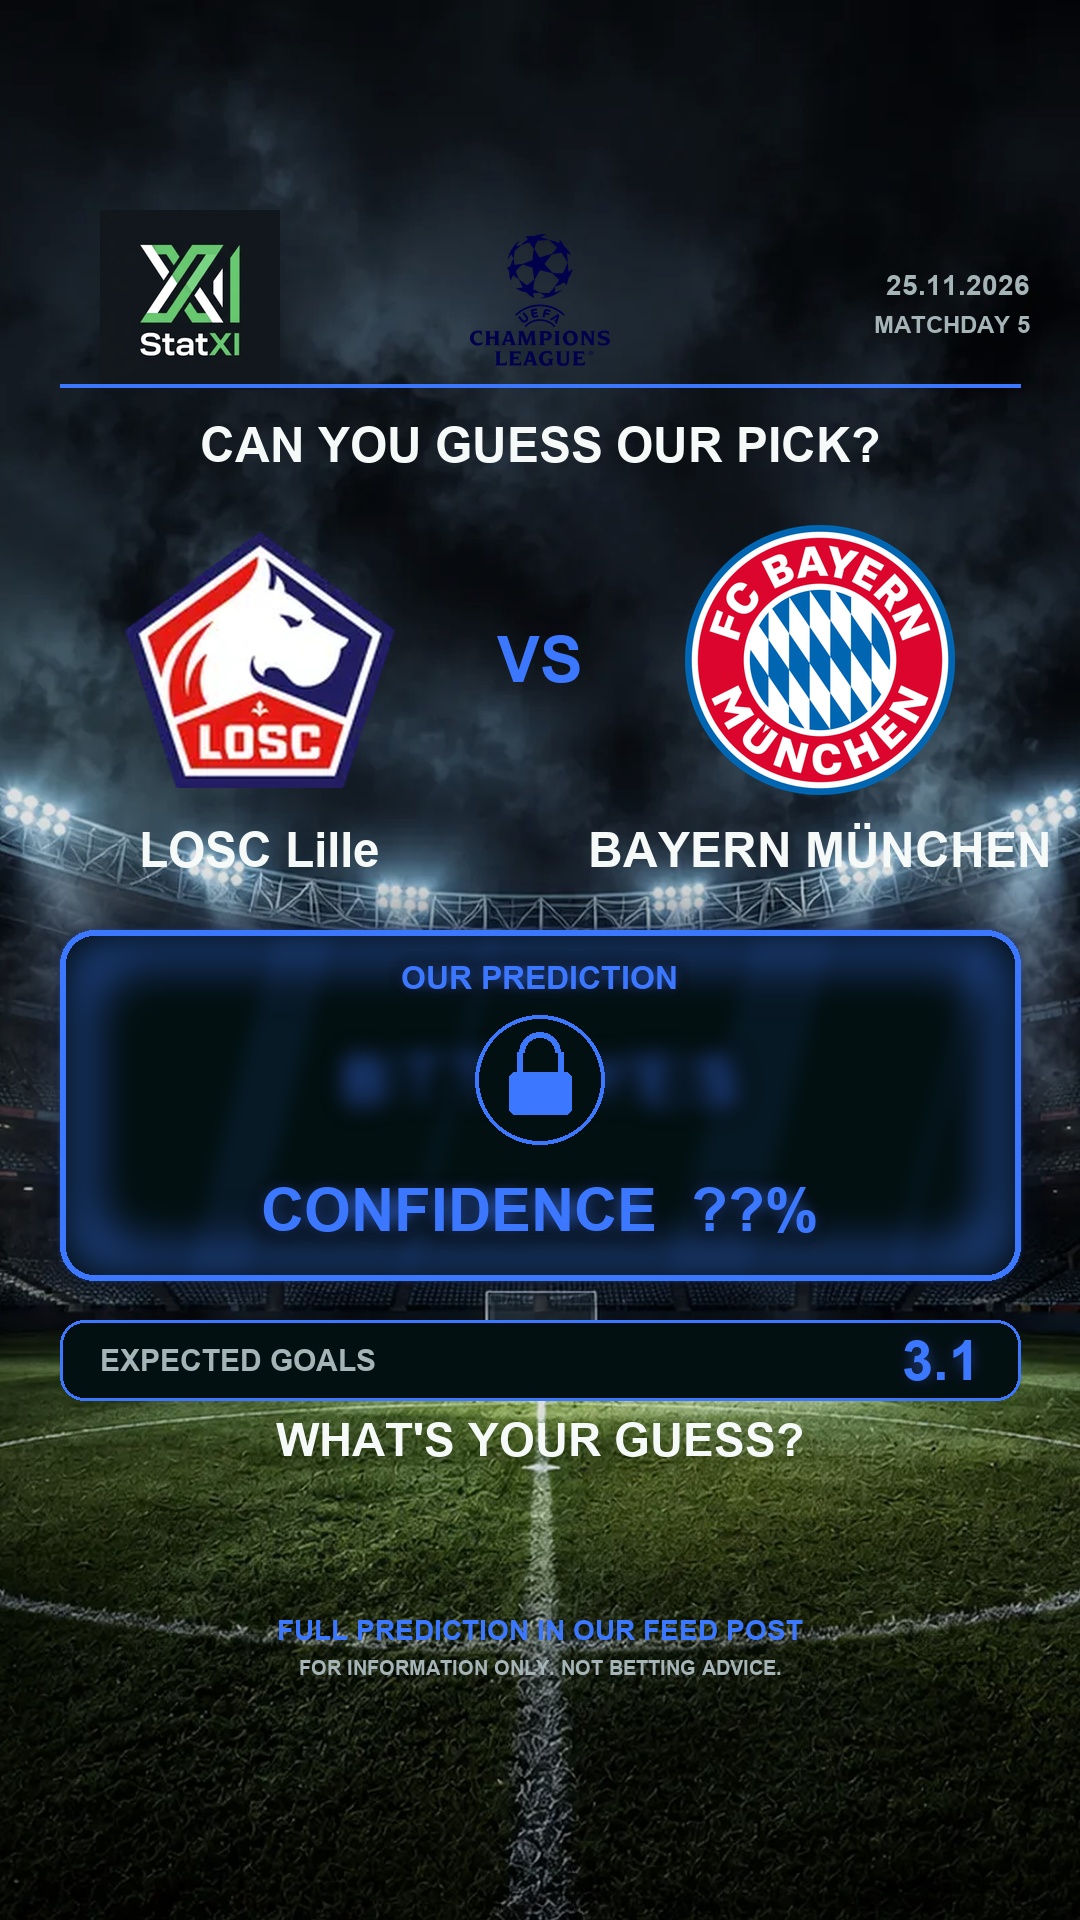 XI
StatXI
UEFA
CHAMPIONS
LEAGUE
25.11.2026
MATCHDAY 5
CAN YOU GUESS OUR PICK?
LOSC
VS
FC BAYERN
MÜNCHEN
LOSC Lille
BAYERN MÜNCHEN
OUR PREDICTION
CONFIDENCE ??%
EXPECTED GOALS 3.1
WHAT'S YOUR GUESS?
FULL PREDICTION IN OUR FEED POST
FOR INFORMATION ONLY. NOT BETTING ADVICE.